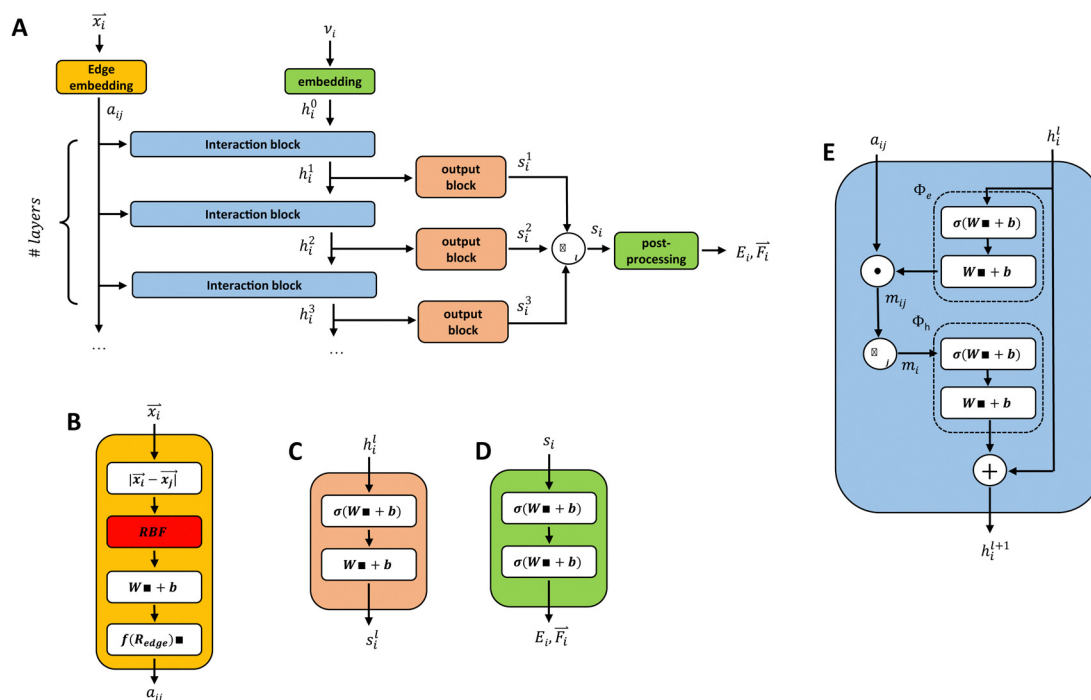 A
x⃗ᵢ
νᵢ
Edge
embedding
embedding
aᵢⱼ
hᵢ⁰
Interaction block
hᵢ¹
output
block
sᵢ¹
# layers
Interaction block
hᵢ²
output
block
sᵢ²
□ₗ
sᵢ
post-
processing
Eᵢ, F⃗ᵢ
Interaction block
hᵢ³
output
block
sᵢ³
...
...
B
x⃗ᵢ
|x⃗ᵢ − x⃗ⱼ|
RBF
W■ + b
f(R_edge)■
aᵢⱼ
C
hᵢˡ
σ(W■ + b)
W■ + b
sᵢˡ
D
sᵢ
σ(W■ + b)
σ(W■ + b)
Eᵢ, F⃗ᵢ
E
aᵢⱼ
hᵢˡ
Φₑ
σ(W■ + b)
W■ + b
•
mᵢⱼ
Φₕ
□ⱼ
mᵢ
σ(W■ + b)
W■ + b
+
hᵢˡ⁺¹